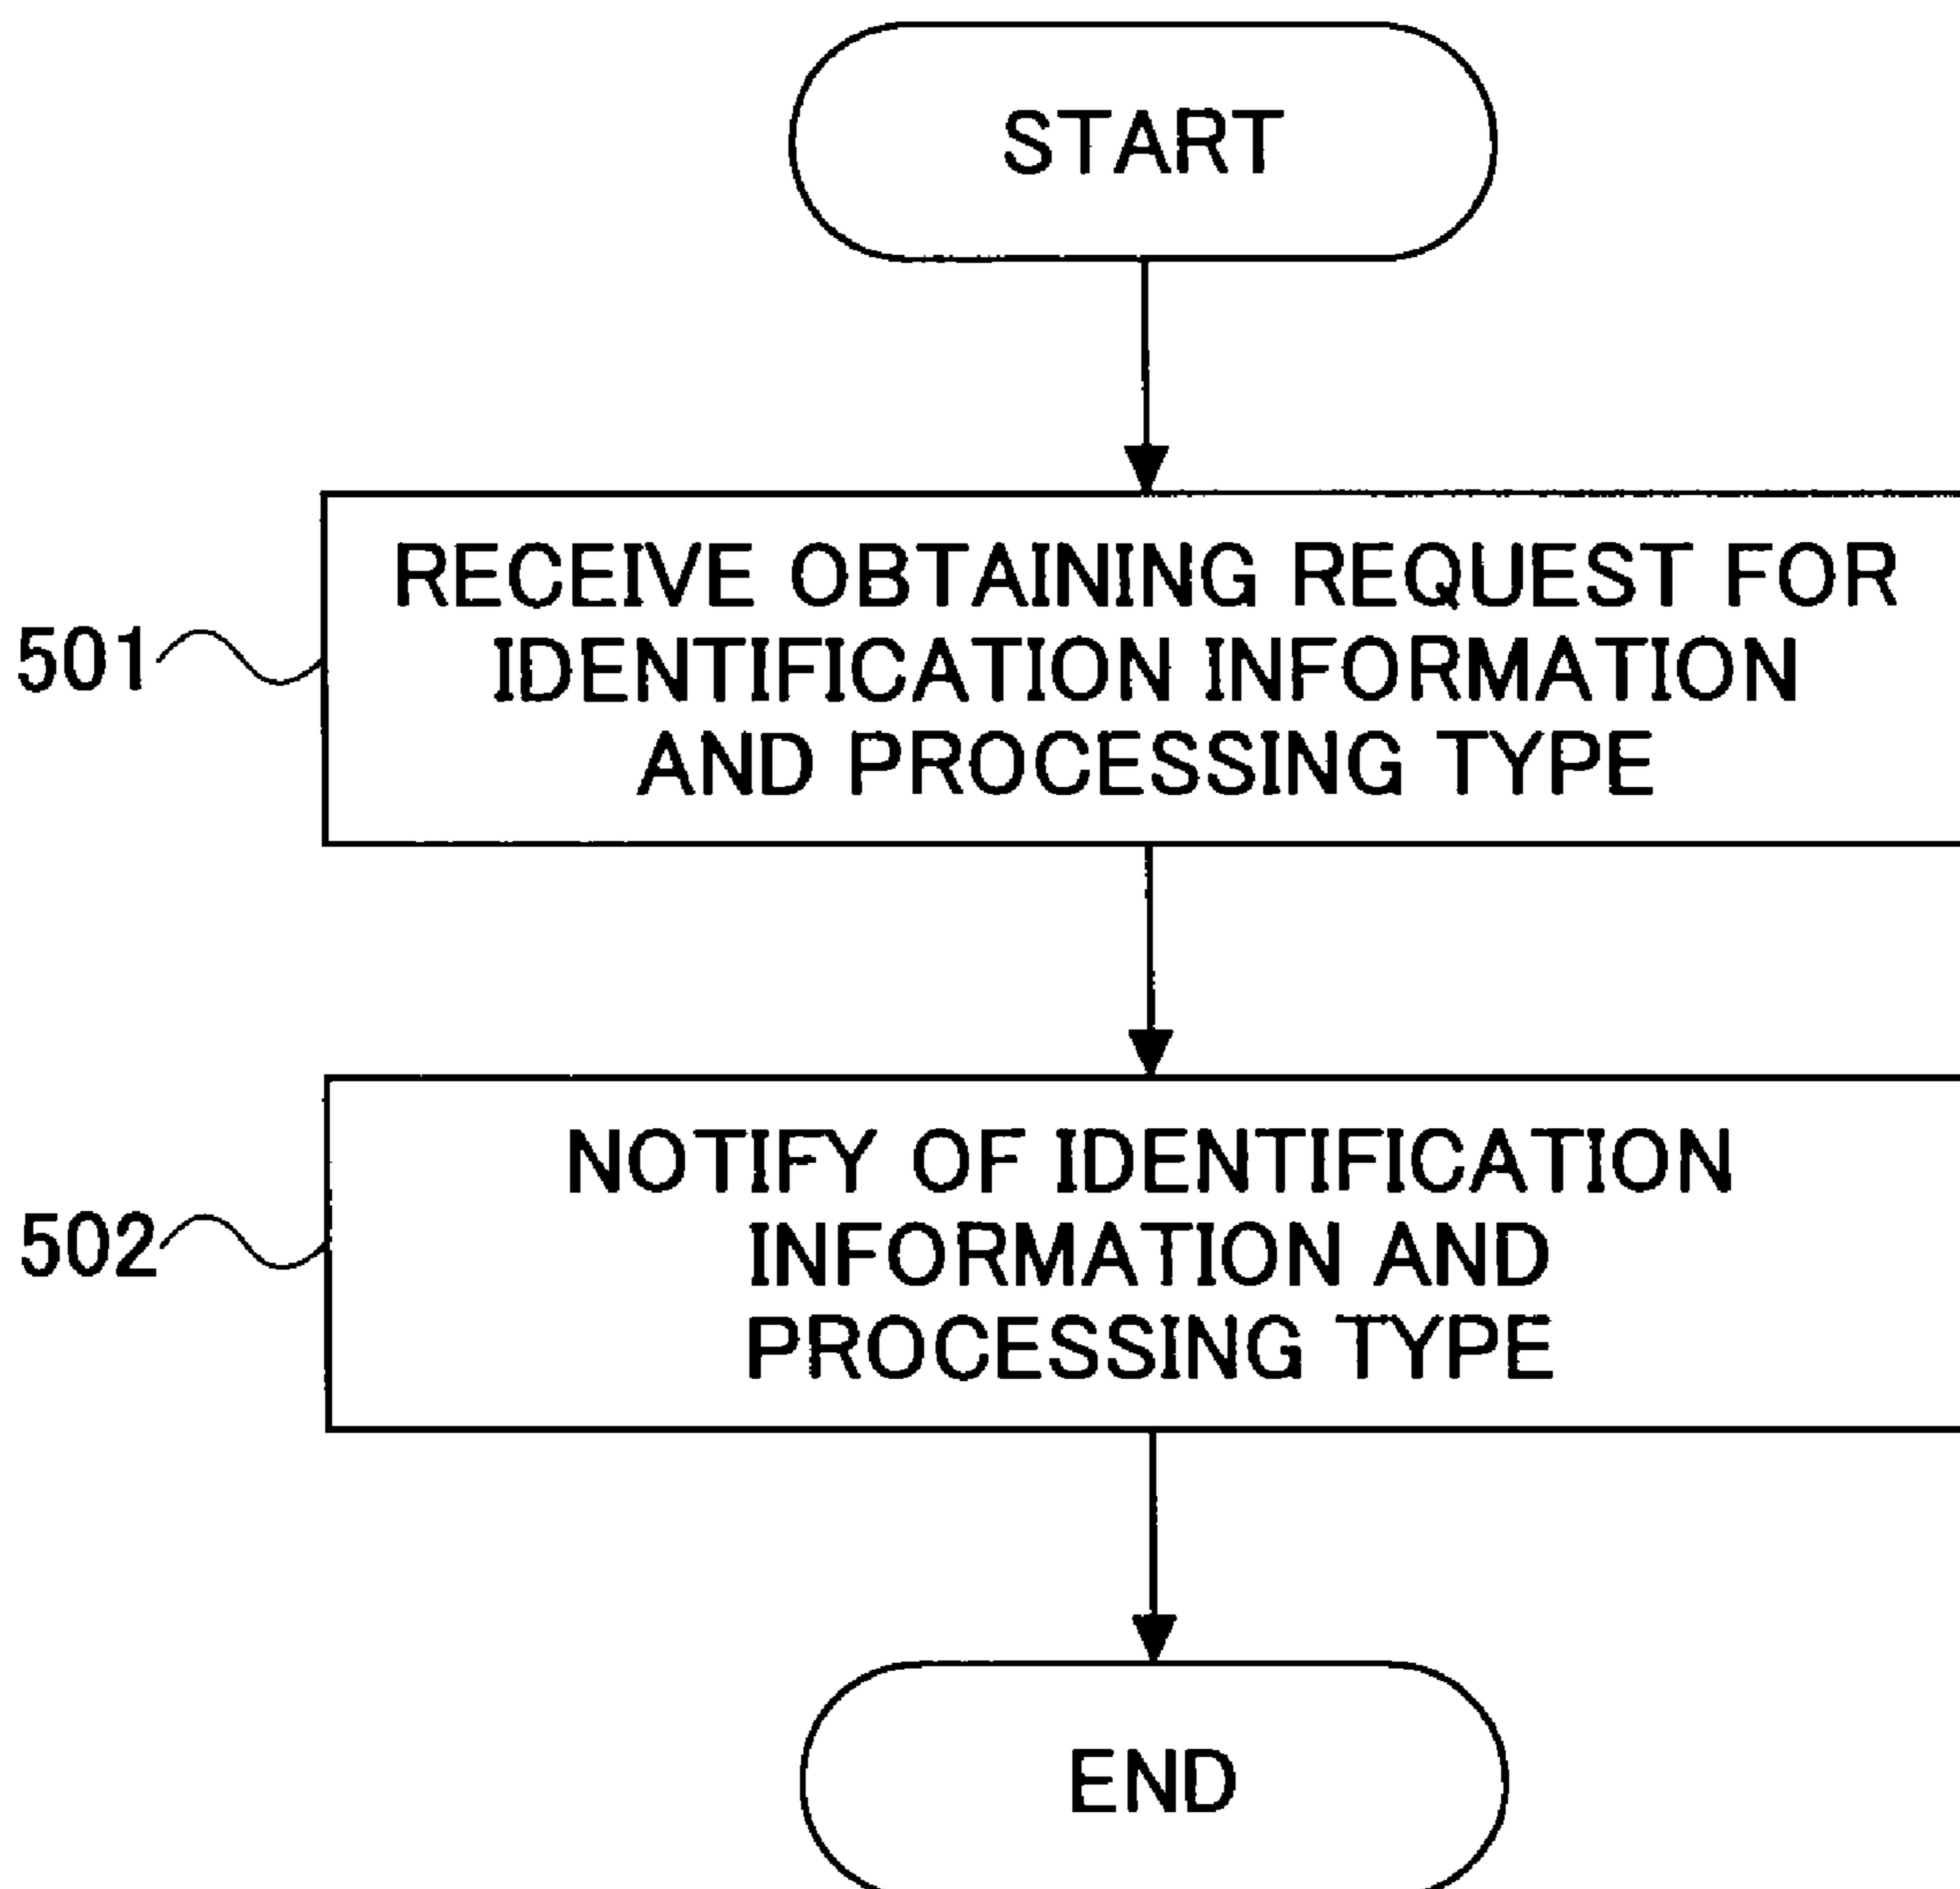 START
RECEIVE OBTAINING REQUEST FOR
IDENTIFICATION INFORMATION
AND PROCESSING TYPE
501
NOTIFY OF IDENTIFICATION
INFORMATION AND
PROCESSING TYPE
502
END